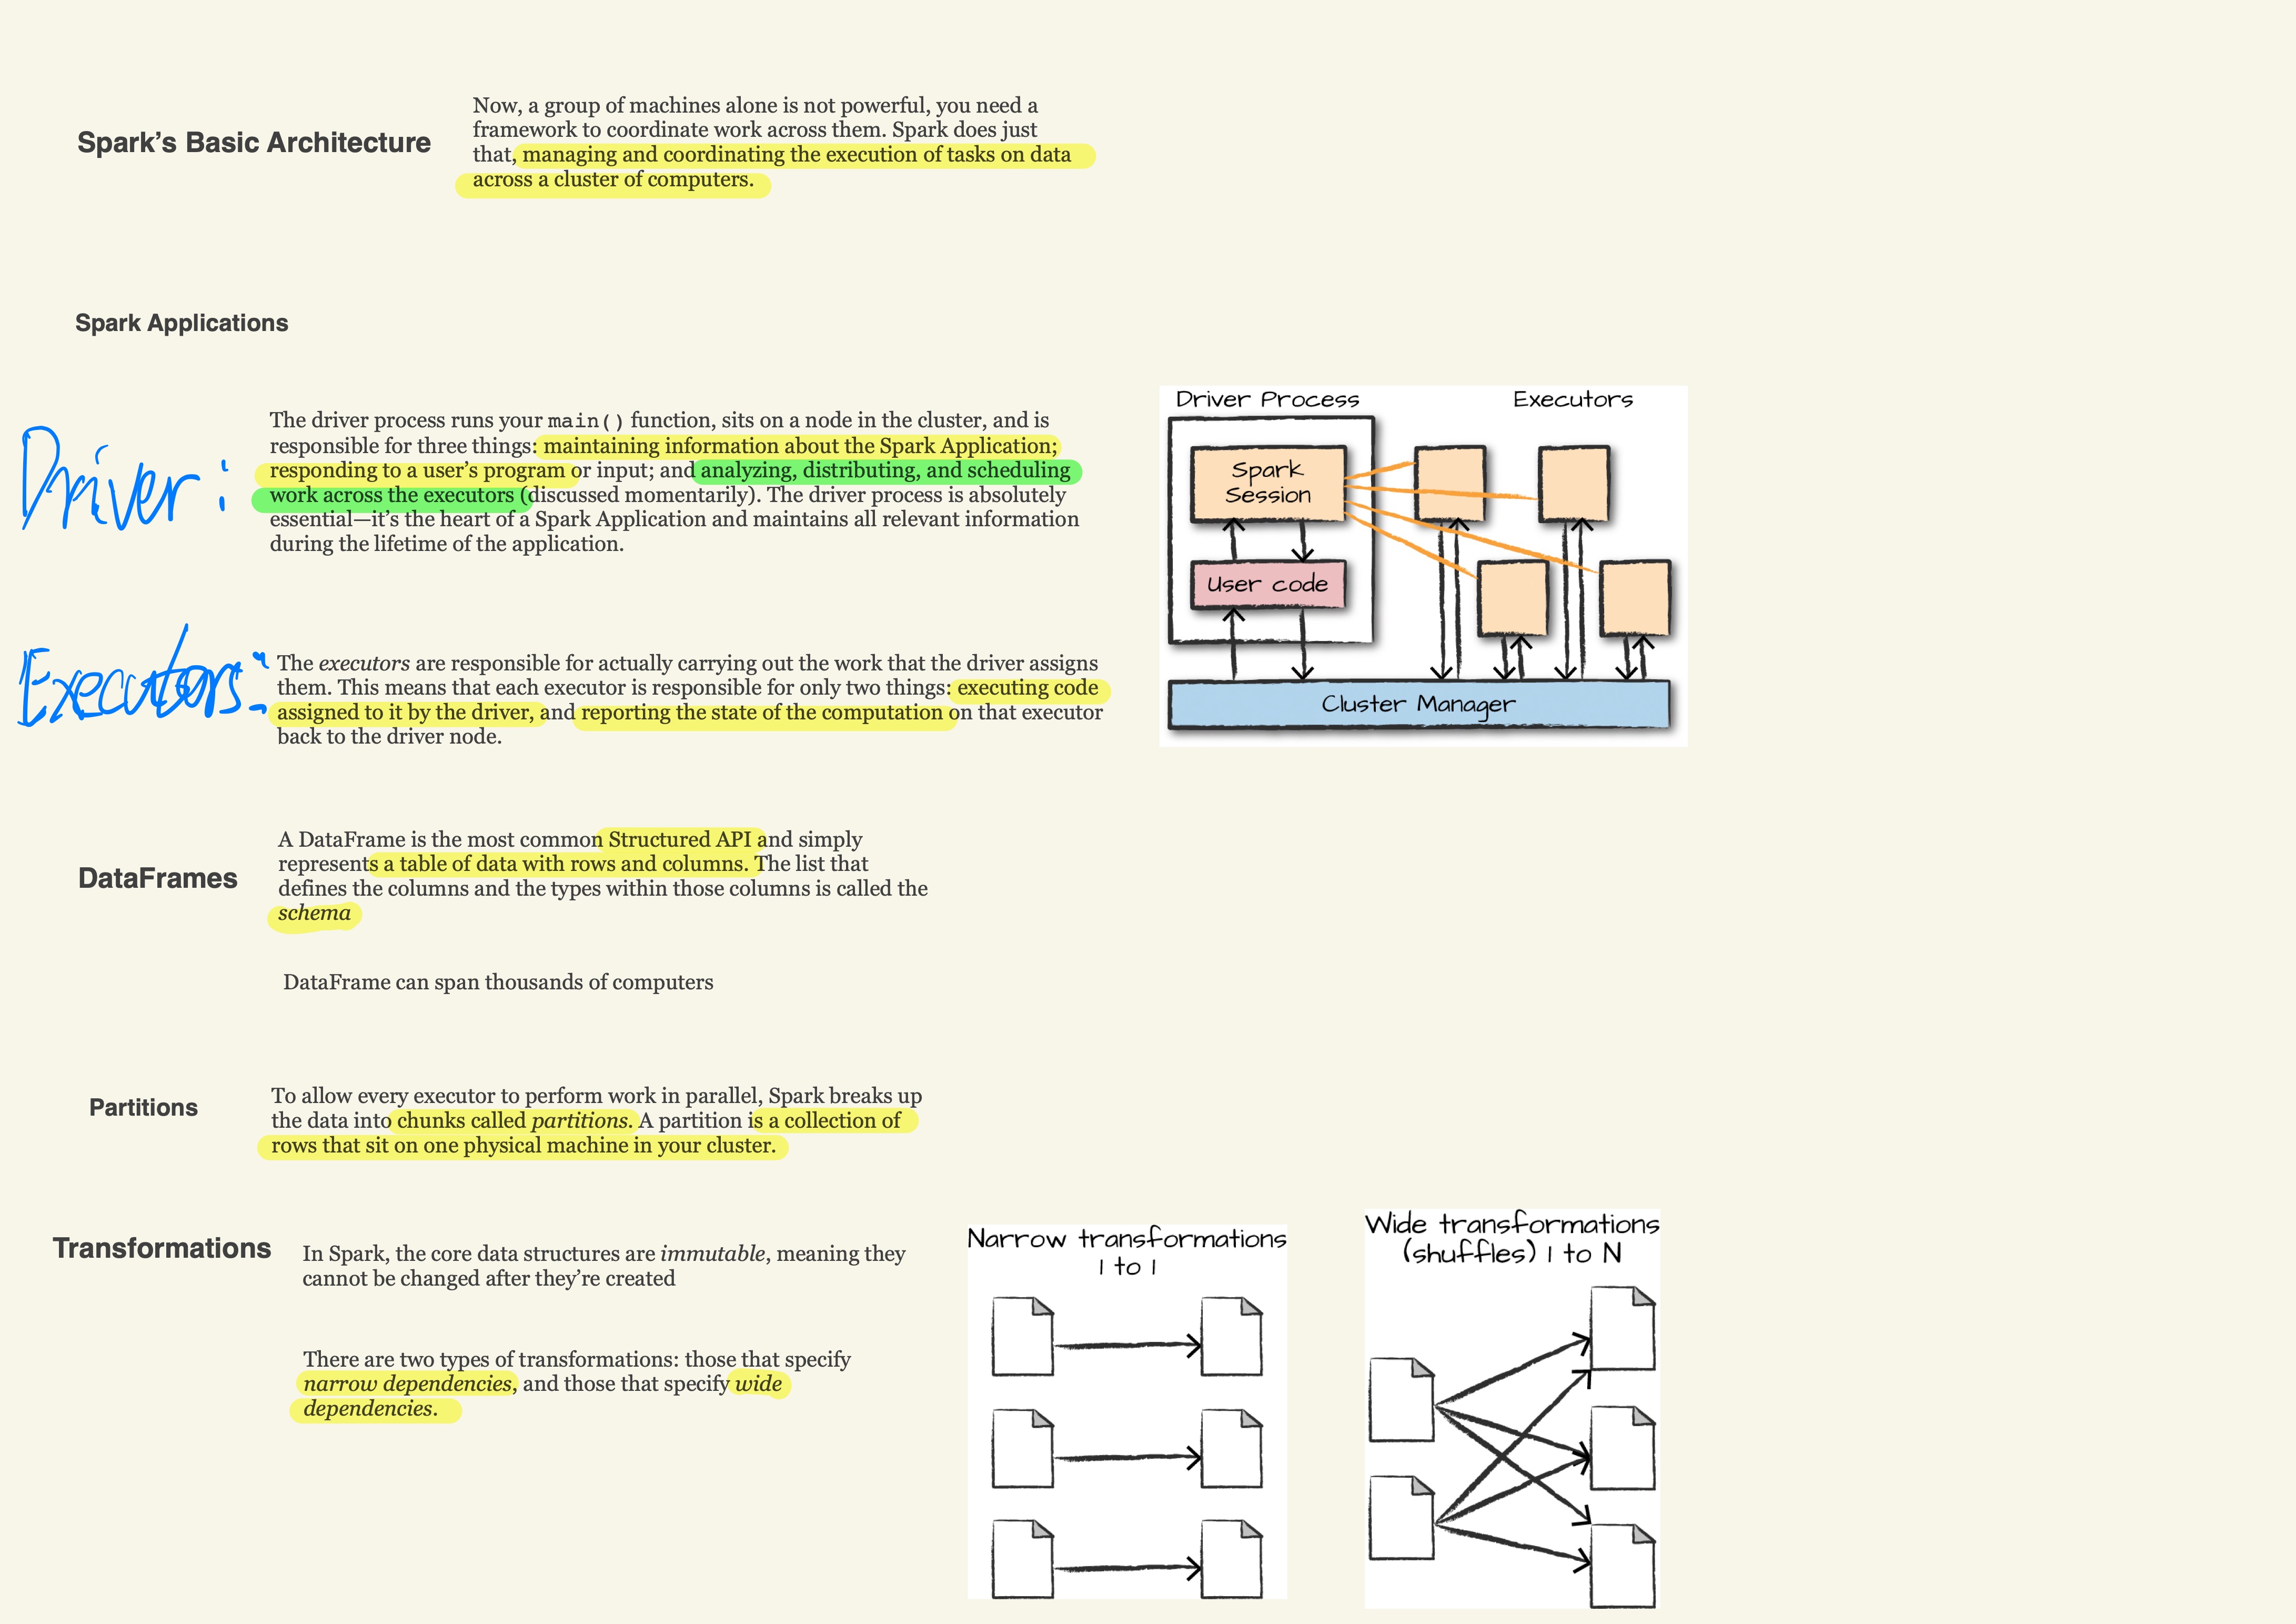 Spark’s Basic Architecture
Now, a group of machines alone is not powerful, you need a
framework to coordinate work across them. Spark does just
that, managing and coordinating the execution of tasks on data
across a cluster of computers.
Spark Applications
Driver:
The driver process runs your main() function, sits on a node in the cluster, and is
responsible for three things: maintaining information about the Spark Application;
responding to a user’s program or input; and analyzing, distributing, and scheduling
work across the executors (discussed momentarily). The driver process is absolutely
essential—it’s the heart of a Spark Application and maintains all relevant information
during the lifetime of the application.
Executors:
The executors are responsible for actually carrying out the work that the driver assigns
them. This means that each executor is responsible for only two things: executing code
assigned to it by the driver, and reporting the state of the computation on that executor
back to the driver node.
Driver Process
Executors
Spark
Session
User code
Cluster Manager
DataFrames
A DataFrame is the most common Structured API and simply
represents a table of data with rows and columns. The list that
defines the columns and the types within those columns is called the
schema
DataFrame can span thousands of computers
Partitions
To allow every executor to perform work in parallel, Spark breaks up
the data into chunks called partitions. A partition is a collection of
rows that sit on one physical machine in your cluster.
Transformations
In Spark, the core data structures are immutable, meaning they
cannot be changed after they’re created
There are two types of transformations: those that specify
narrow dependencies, and those that specify wide
dependencies.
Narrow transformations
1 to 1
Wide transformations
(shuffles) 1 to N